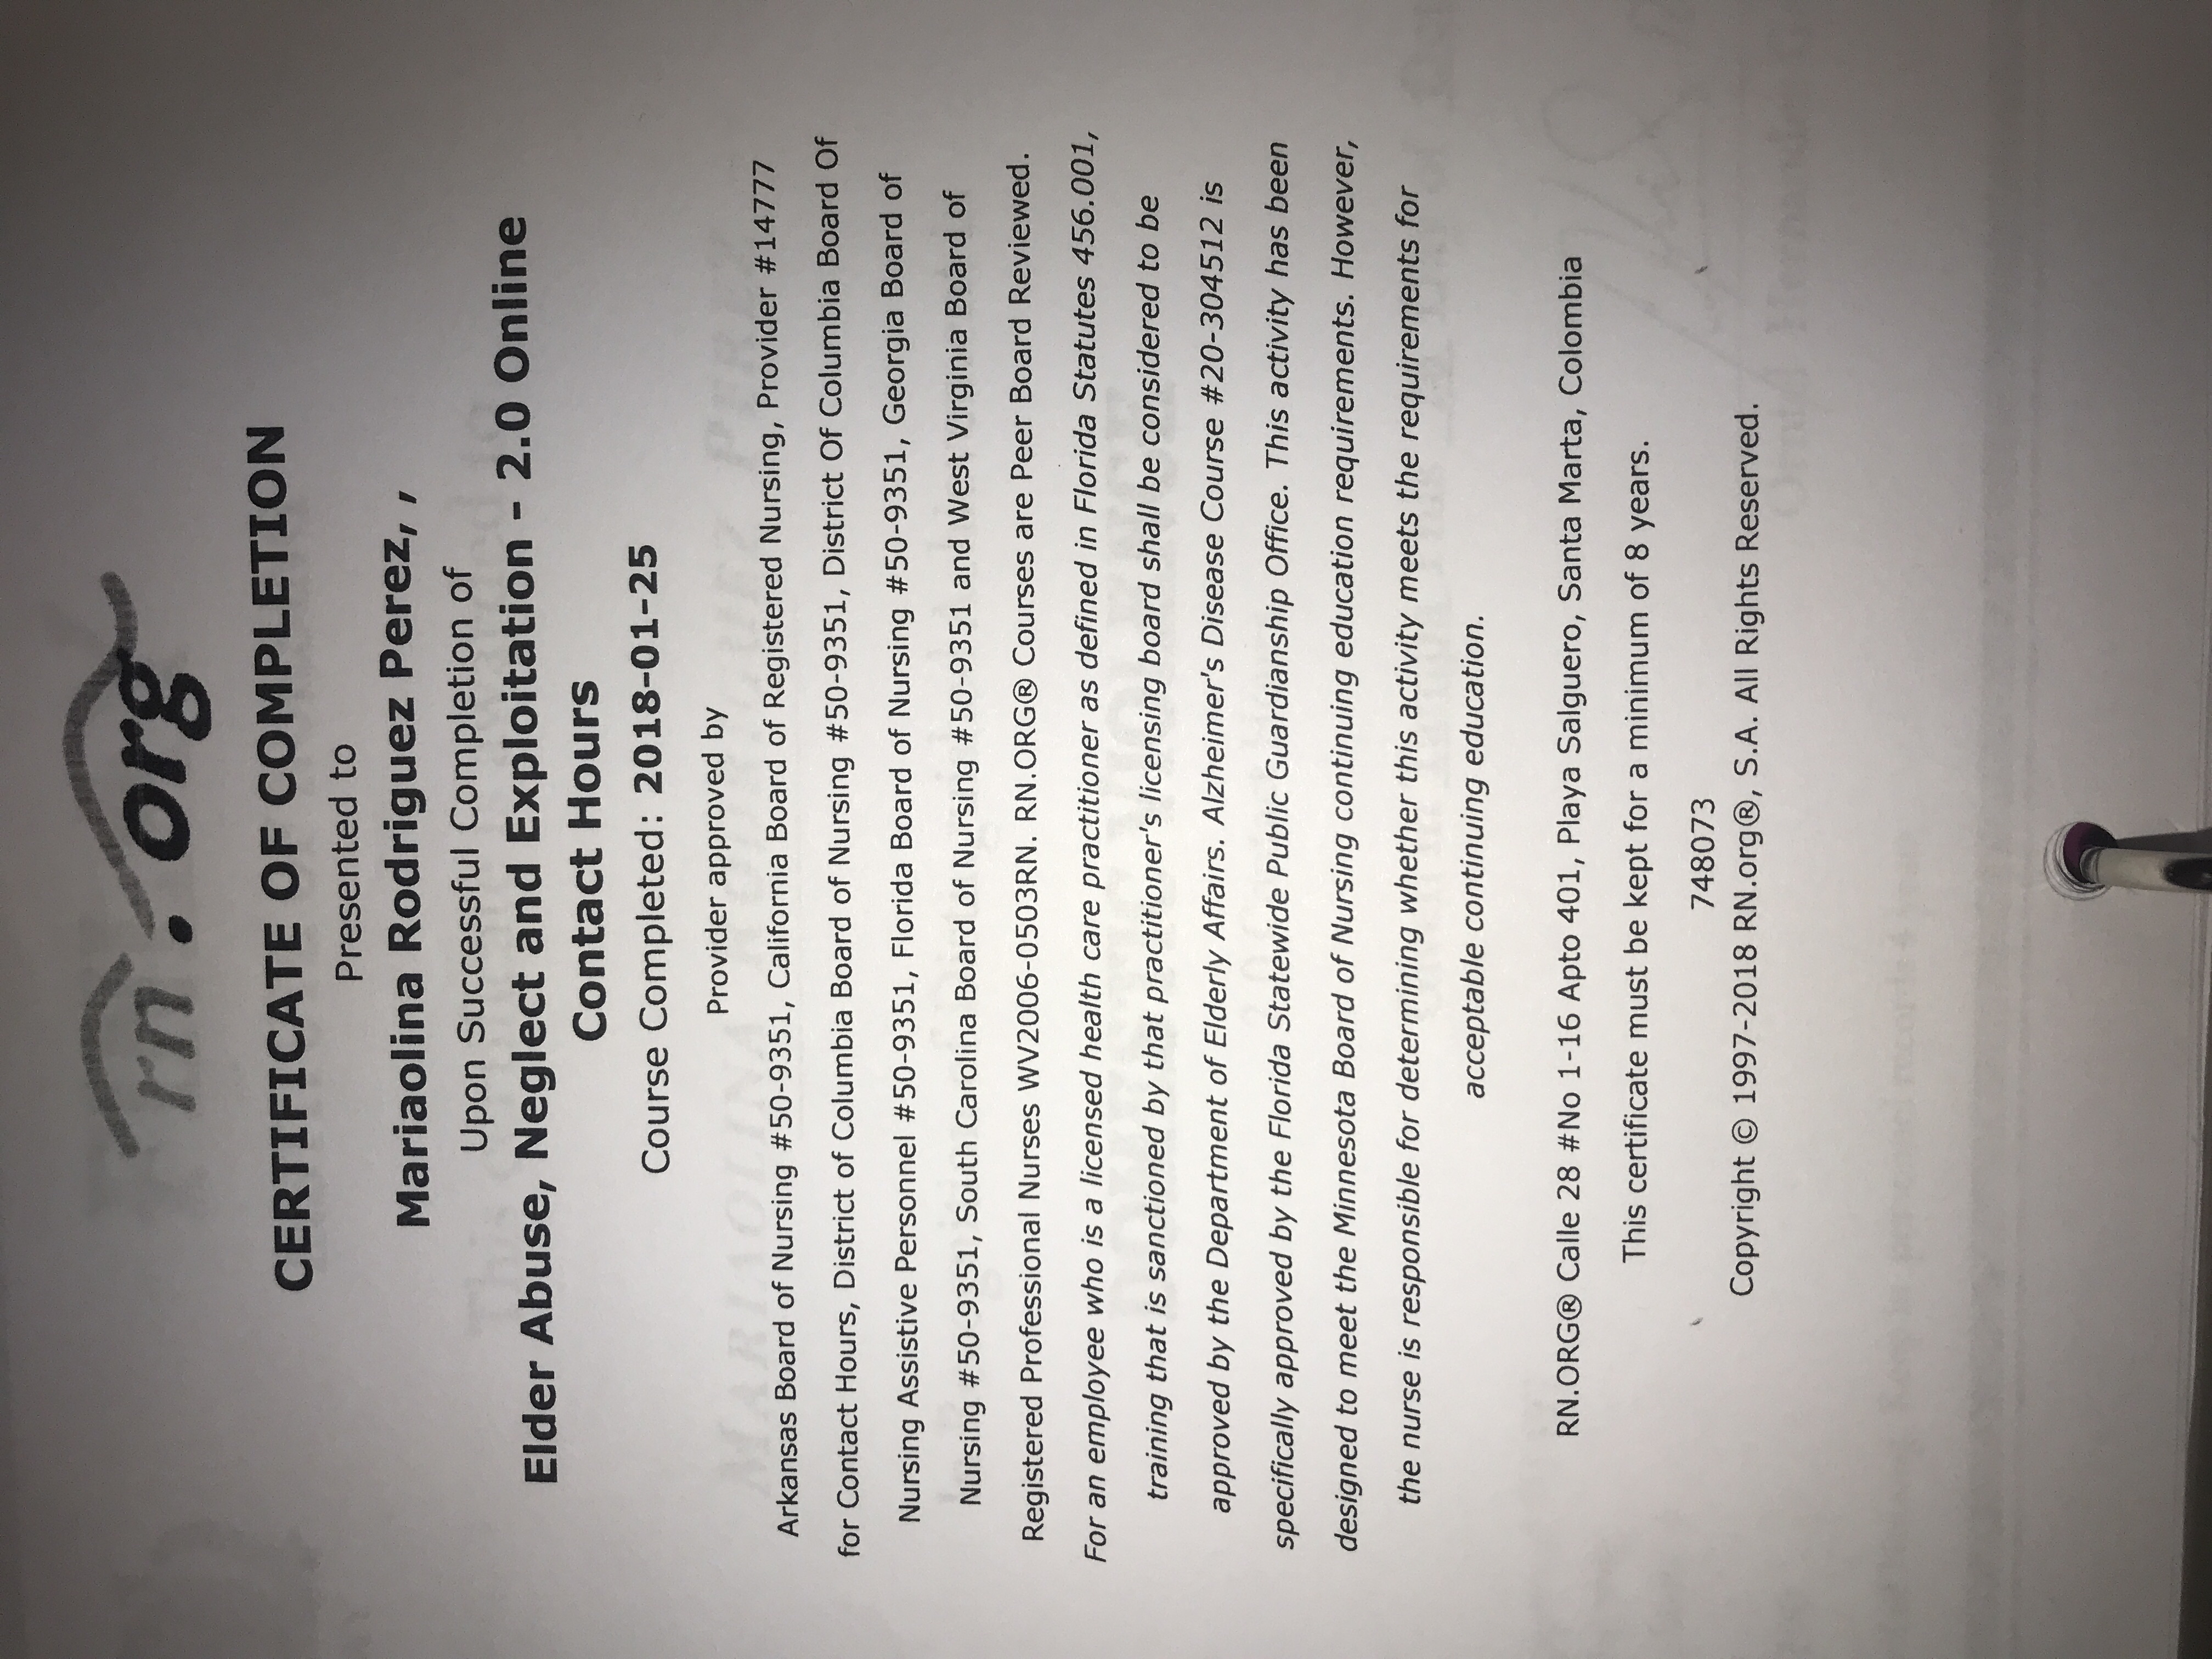 rn.org
CERTIFICATE OF COMPLETION
Presented to
Mariaolina Rodriguez Perez, ,
Upon Successful Completion of
Elder Abuse, Neglect and Exploitation - 2.0 Online
Contact Hours
Course Completed: 2018-01-25
Provider approved by
Arkansas Board of Nursing #50-9351, California Board of Registered Nursing, Provider #14777
for Contact Hours, District of Columbia Board of Nursing #50-9351, District Of Columbia Board Of
Nursing Assistive Personnel #50-9351, Florida Board of Nursing #50-9351, Georgia Board of
Nursing #50-9351, South Carolina Board of Nursing #50-9351 and West Virginia Board of
Registered Professional Nurses WV2006-0503RN. RN.ORG® Courses are Peer Board Reviewed.
For an employee who is a licensed health care practitioner as defined in Florida Statutes 456.001,
training that is sanctioned by that practitioner's licensing board shall be considered to be
approved by the Department of Elderly Affairs. Alzheimer's Disease Course #20-304512 is
specifically approved by the Florida Statewide Public Guardianship Office. This activity has been
designed to meet the Minnesota Board of Nursing continuing education requirements. However,
the nurse is responsible for determining whether this activity meets the requirements for
acceptable continuing education.
RN.ORG® Calle 28 #No 1-16 Apto 401, Playa Salguero, Santa Marta, Colombia
This certificate must be kept for a minimum of 8 years.
748073
Copyright © 1997-2018 RN.org®, S.A. All Rights Reserved.